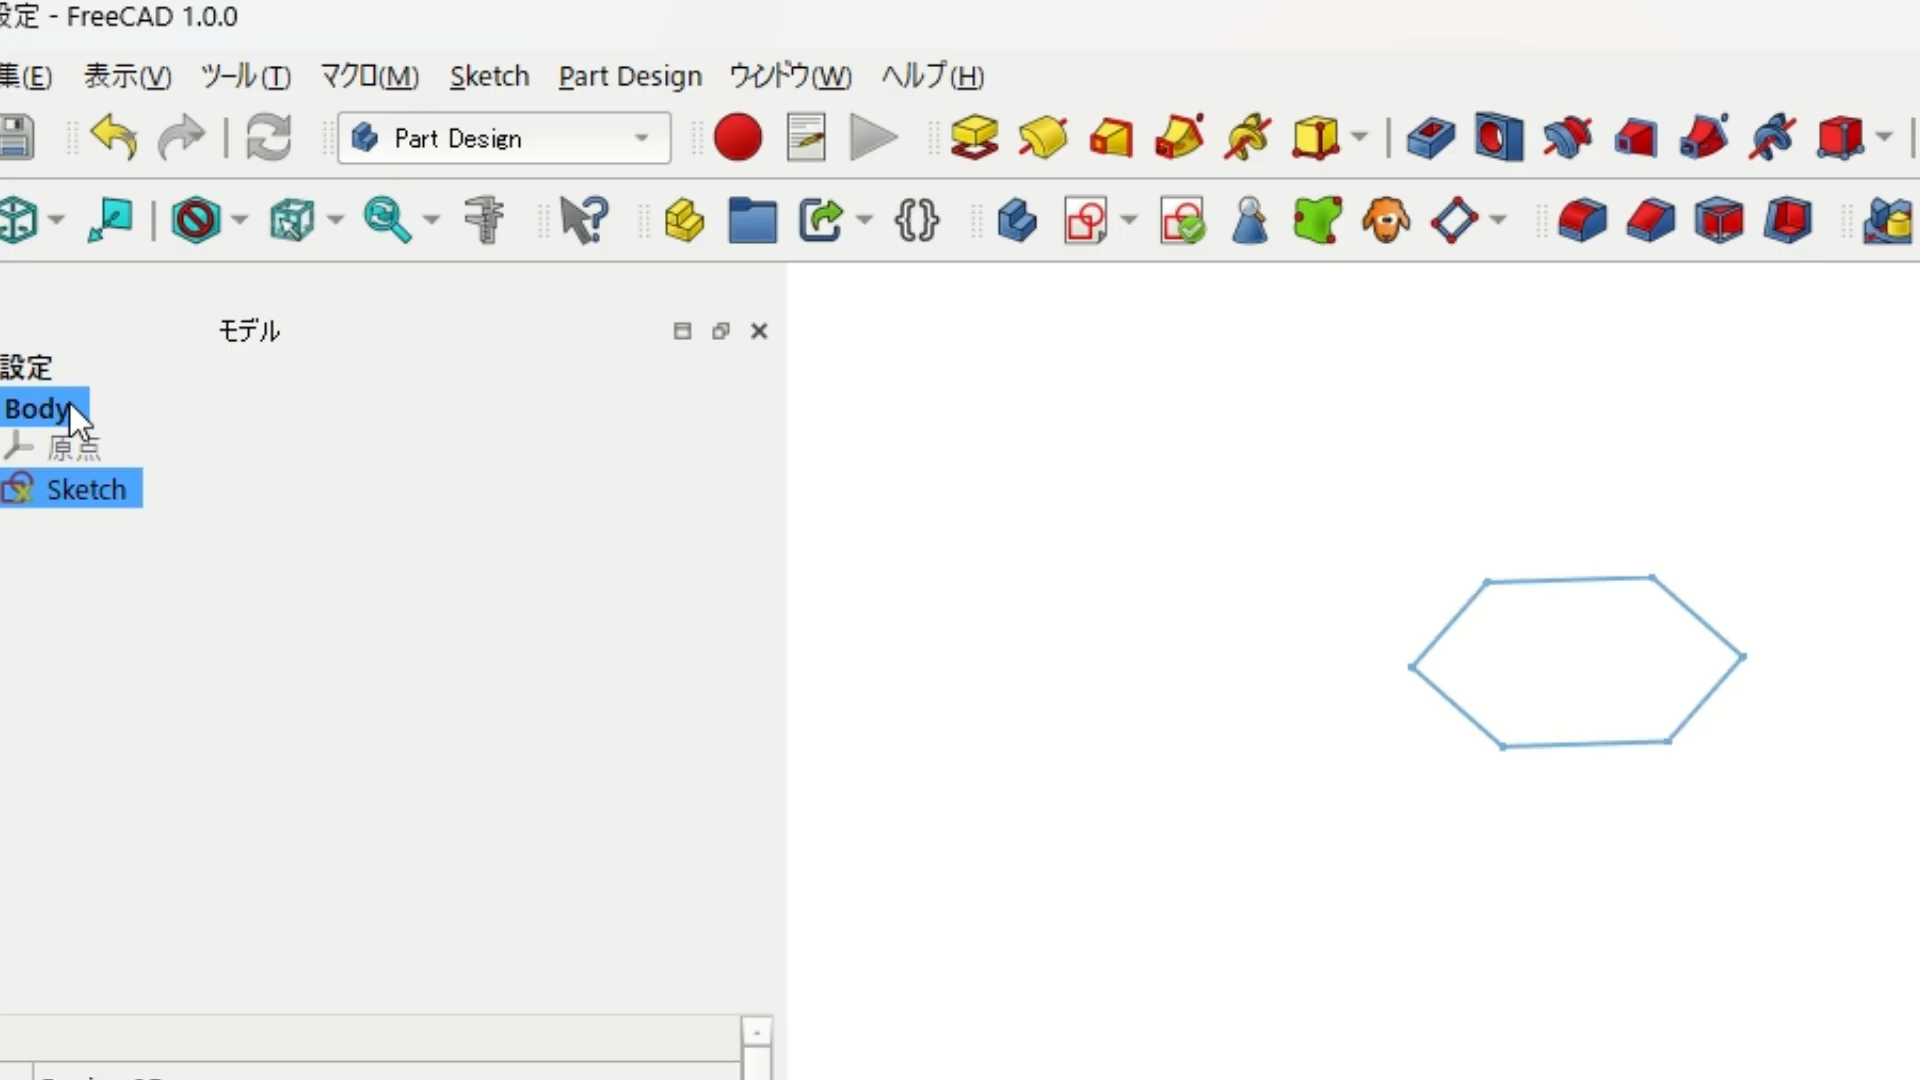 設定 - FreeCAD 1.0.0
集(E) 表示(V) ツール(T) マクロ(M) Sketch Part Design ウィンドウ(W) ヘルプ(H)
Part Design
モデル
設定
Body
原点
Sketch